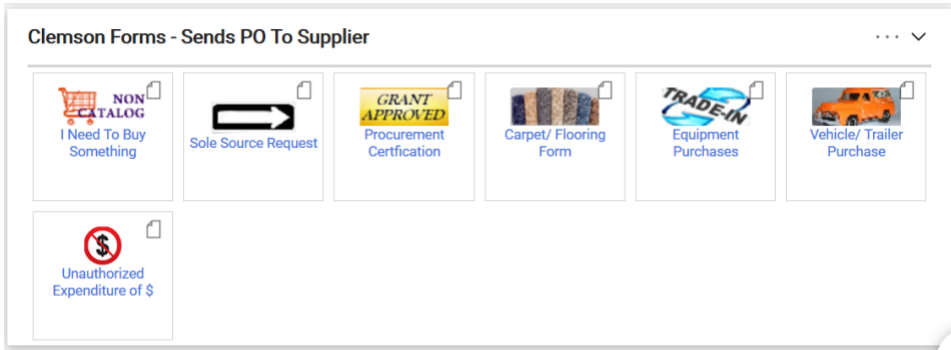 Clemson Forms - Sends PO To Supplier
NON
CATALOG
I Need To Buy
Something
Sole Source Request
GRANT
APPROVED
Procurement
Certfication
Carpet/ Flooring
Form
TRADE-IN
Equipment
Purchases
Vehicle/ Trailer
Purchase
$
Unauthorized
Expenditure of $